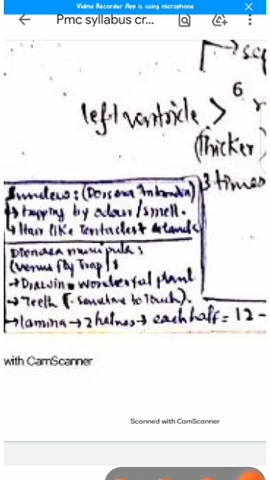 Vidma Recorder App is using microphone
Pmc syllabus cr...
6
left ventricle >
(thicker
3 times
Sundew: (Drosera
→ trapping by odour/smell.
→ Hair like Tentacles &
Dionaea muscipula:
(Venus fly Trap):
→ Darwin = wonderful plant
→ Teeth (- sensitive to touch).
→ lamina → 2 halves → each half = 12 -
with CamScanner
Scanned with CamScanner